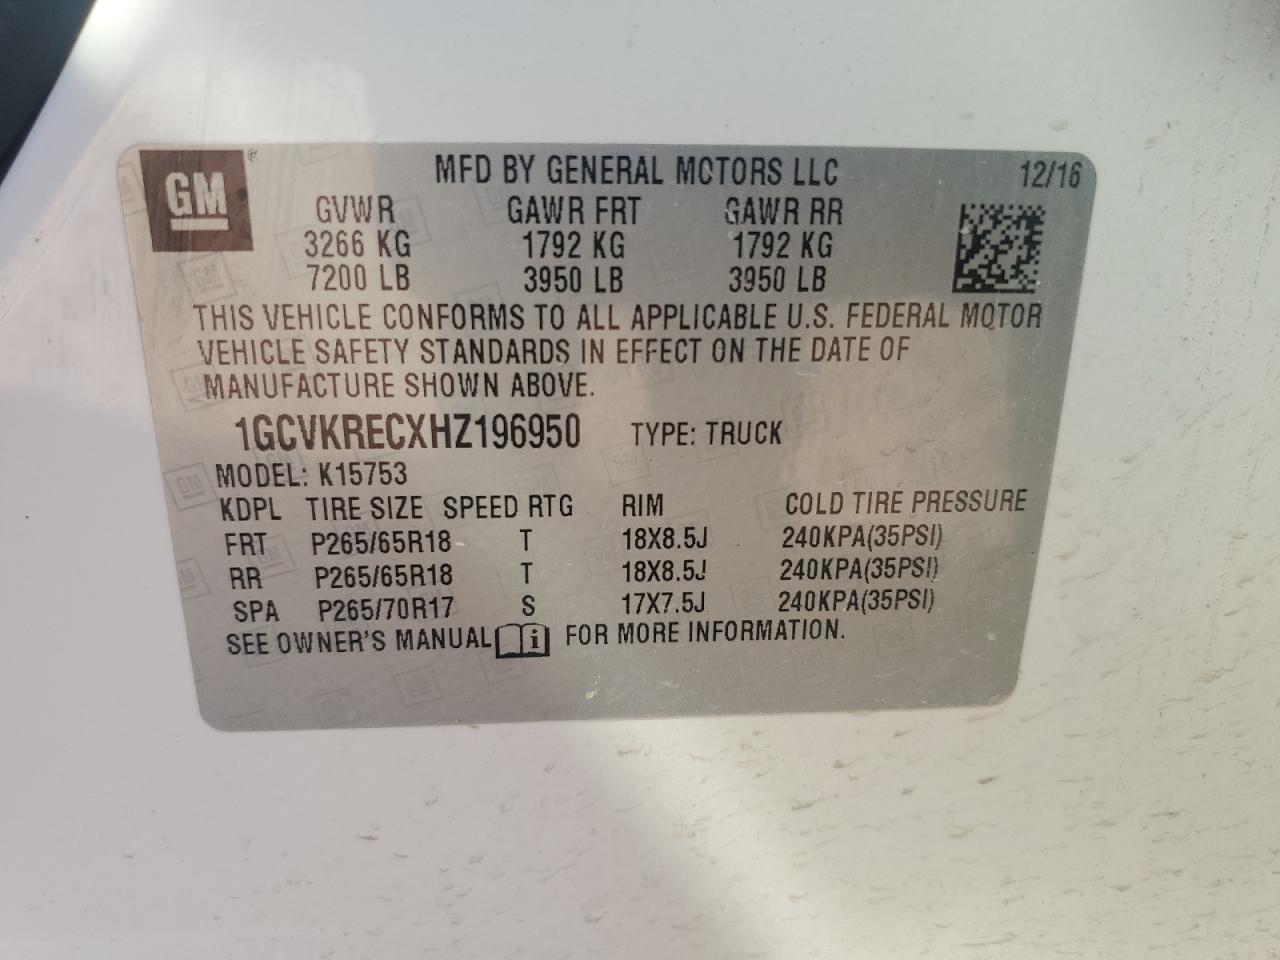 GM ® MFD BY GENERAL MOTORS LLC 12/16
GVWR GAWR FRT GAWR RR
3266 KG 1792 KG 1792 KG
7200 LB 3950 LB 3950 LB
THIS VEHICLE CONFORMS TO ALL APPLICABLE U.S. FEDERAL MOTOR
VEHICLE SAFETY STANDARDS IN EFFECT ON THE DATE OF
MANUFACTURE SHOWN ABOVE.
1GCVKRECXHZ196950 TYPE: TRUCK
MODEL: K15753
KDPL TIRE SIZE SPEED RTG RIM COLD TIRE PRESSURE
FRT P265/65R18 T 18X8.5J 240KPA(35PSI)
RR P265/65R18 T 18X8.5J 240KPA(35PSI)
SPA P265/70R17 S 17X7.5J 240KPA(35PSI)
SEE OWNER'S MANUAL i FOR MORE INFORMATION.